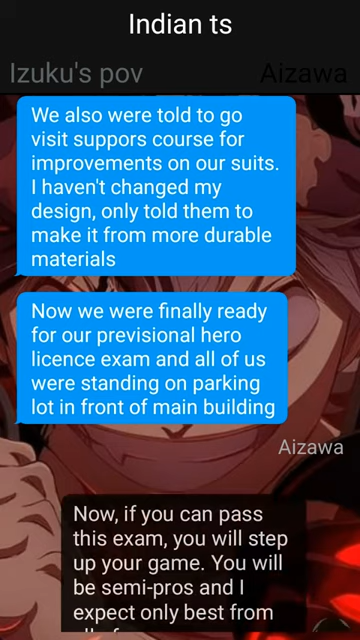 Indian ts
Izuku's pov
Aizawa
We also were told to go
visit suppors course for
improvements on our suits.
I haven't changed my
design, only told them to
make it from more durable
materials
Now we were finally ready
for our previsional hero
licence exam and all of us
were standing on parking
lot in front of main building
Aizawa
Now, if you can pass
this exam, you will step
up your game. You will
be semi-pros and I
expect only best from